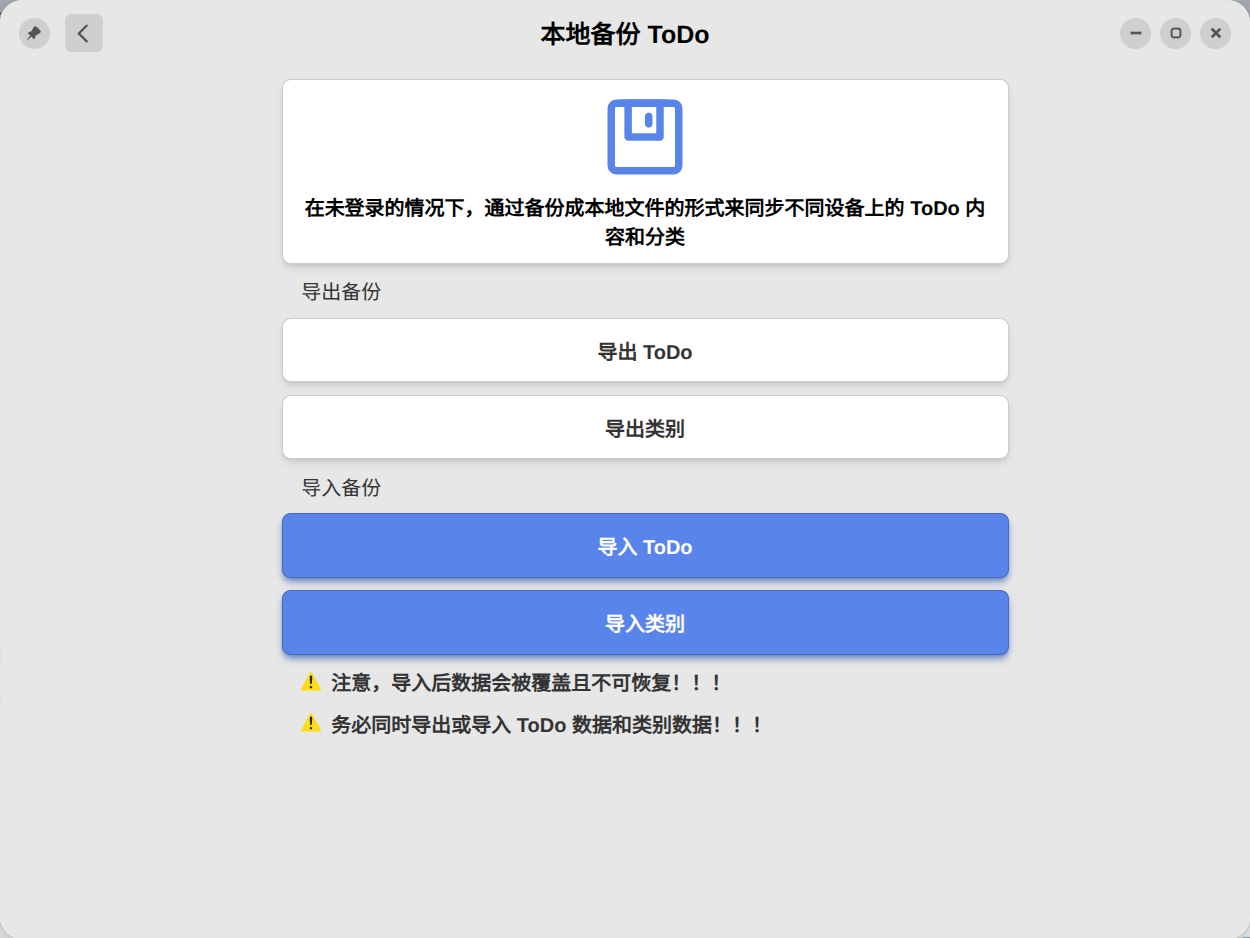 本地备份 ToDo
在未登录的情况下，通过备份成本地文件的形式来同步不同设备上的 ToDo 内
容和分类
导出备份
导出 ToDo
导出类别
导入备份
导入 ToDo
导入类别
注意，导入后数据会被覆盖且不可恢复！！！
务必同时导出或导入 ToDo 数据和类别数据！！！